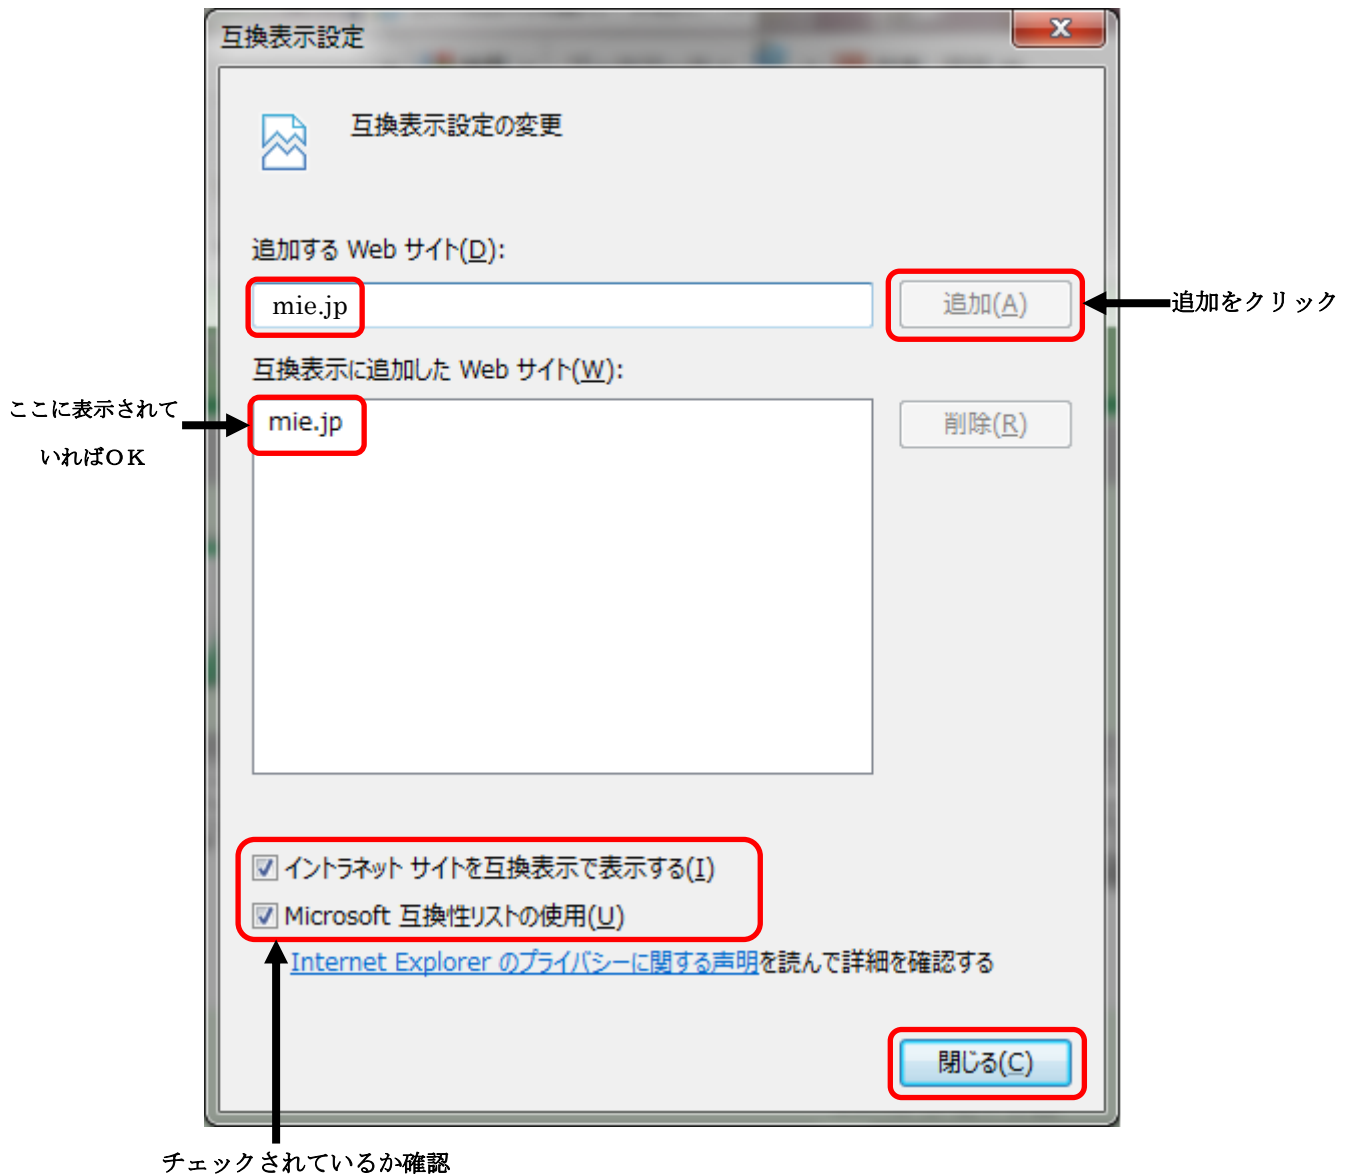 互換表示設定
互換表示設定の変更
追加する Web サイト(D):
mie.jp
追加(A)
追加をクリック
互換表示に追加した Web サイト(W):
ここに表示されて
いればOK
mie.jp
削除(R)
イントラネット サイトを互換表示で表示する(I)
Microsoft 互換性リストの使用(U)
Internet Explorer のプライバシーに関する声明を読んで詳細を確認する
閉じる(C)
チェックされているか確認